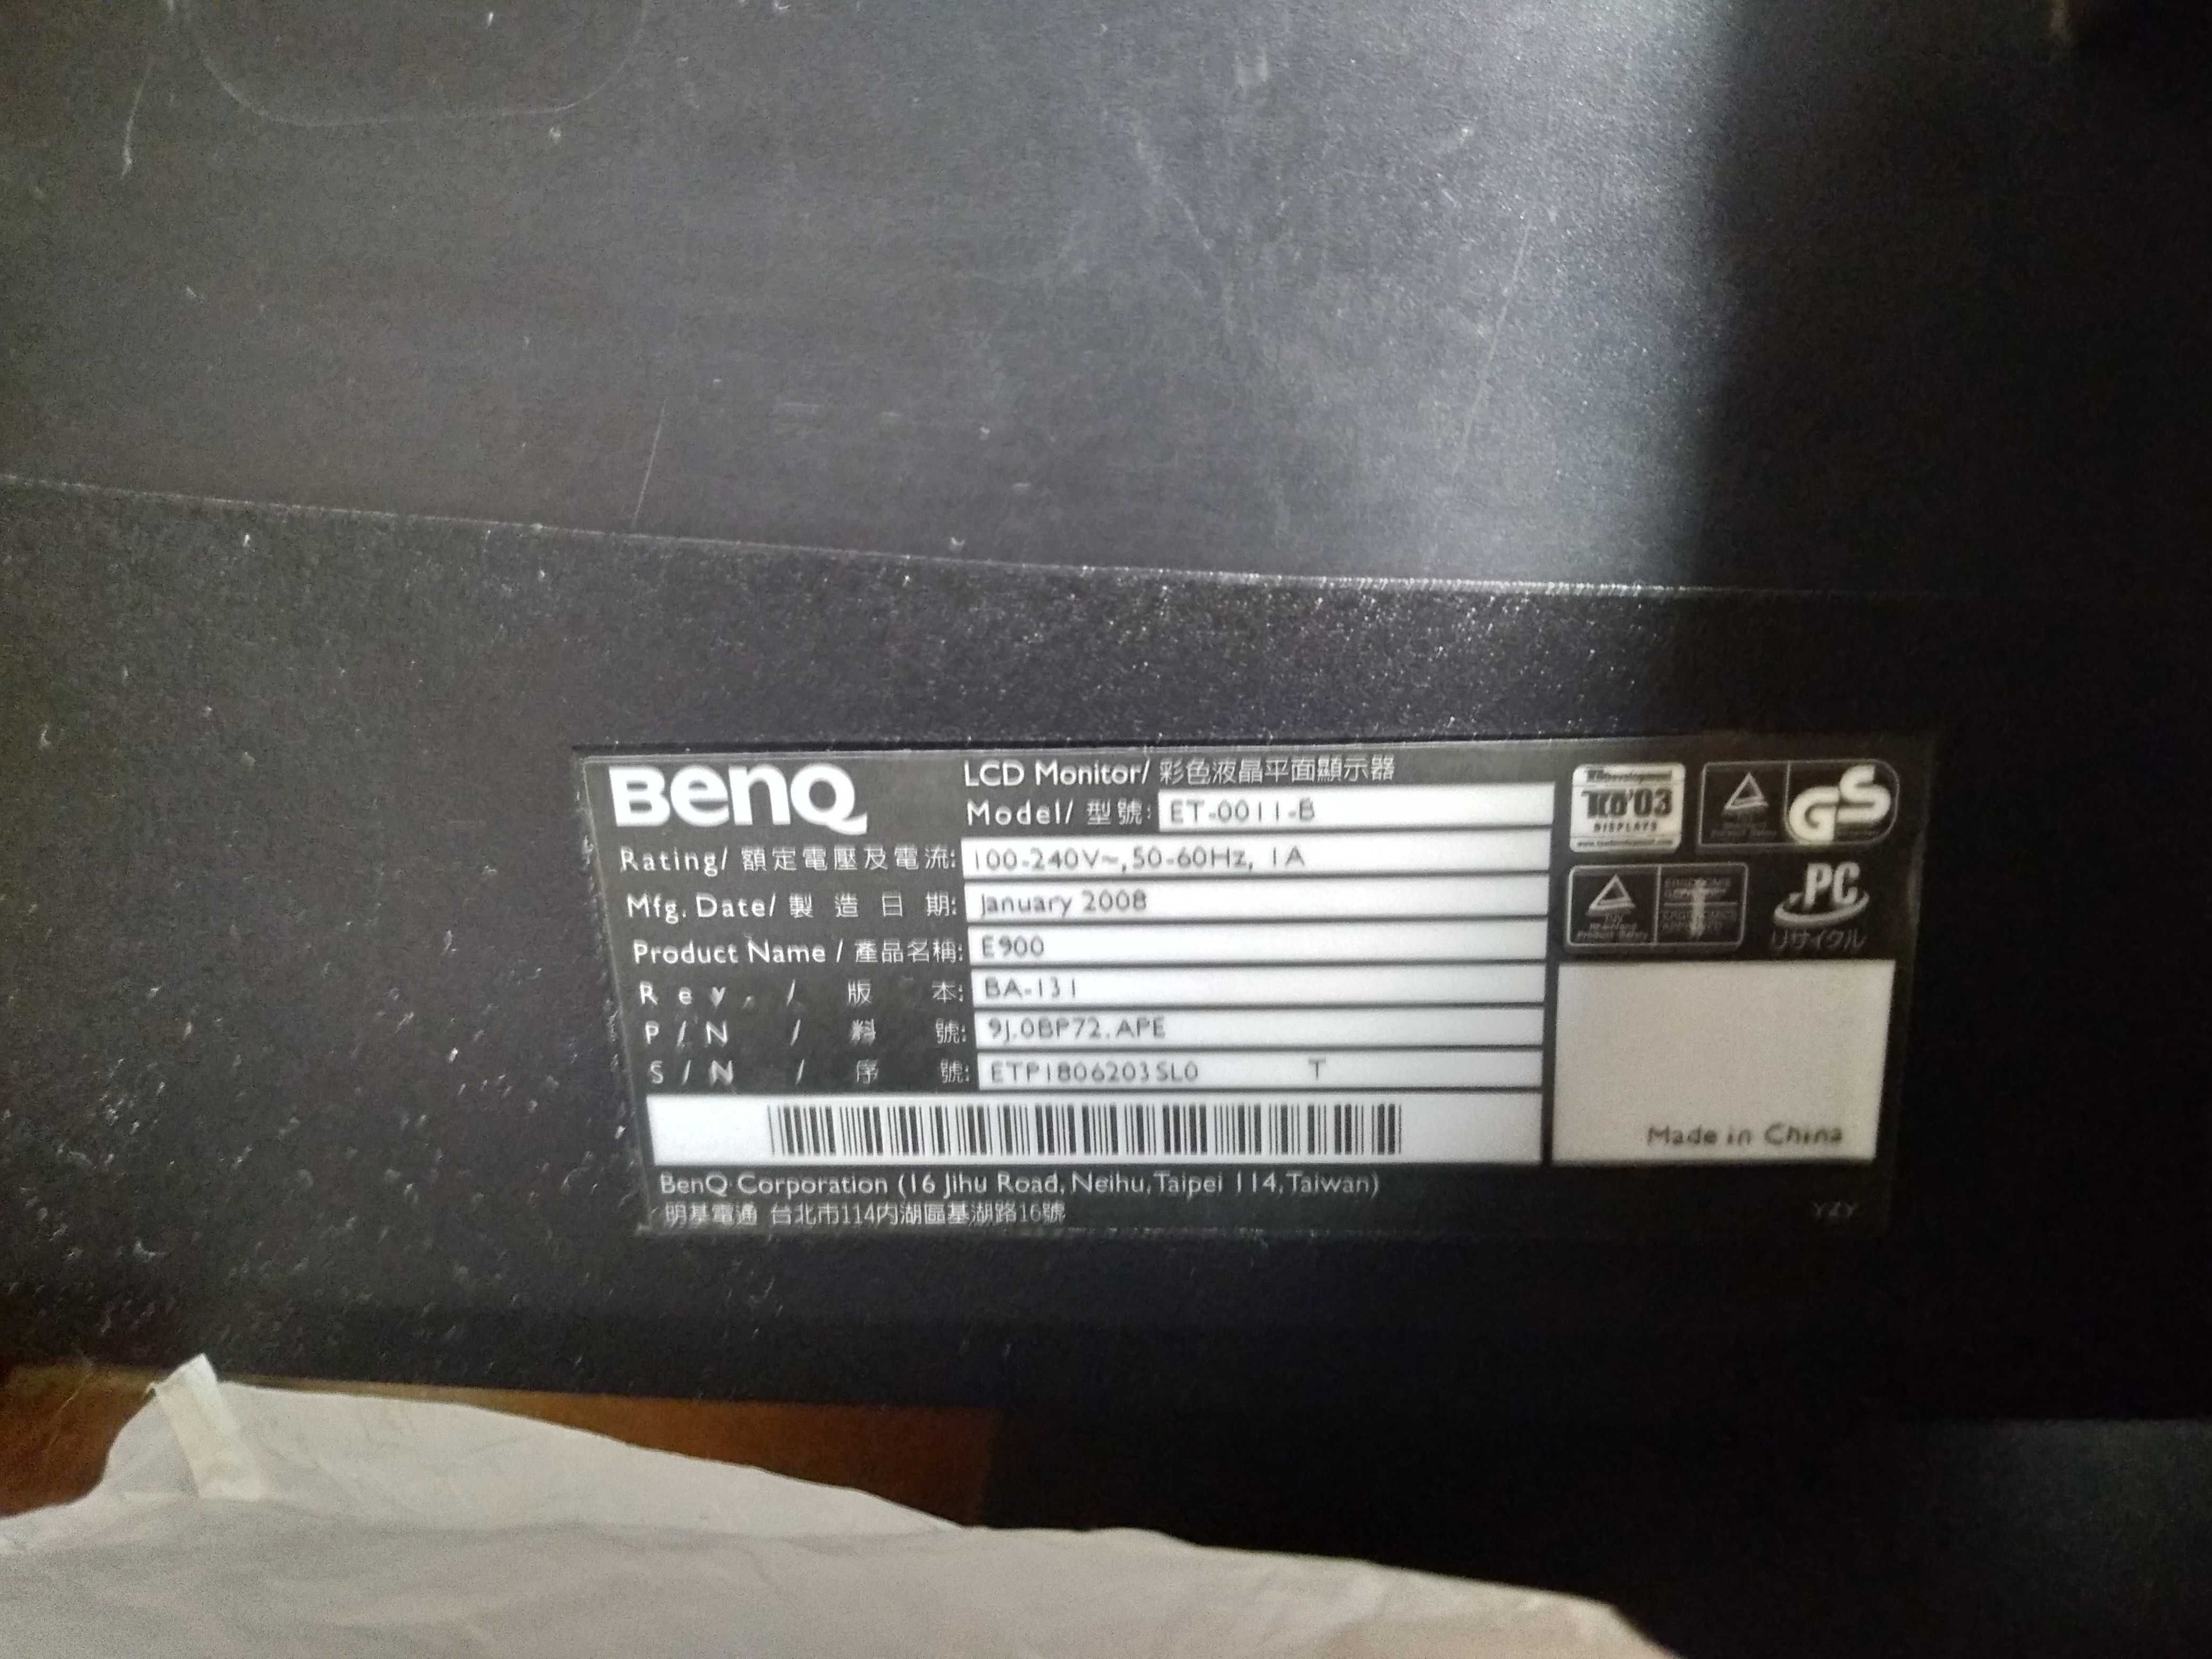 BenQ
LCD Monitor/ 彩色液晶平面顯示器
Model/ 型號: ET-0011-B
Rating/ 額定電壓及電流: 100-240V~, 50-60Hz, 1A
Mfg. Date/ 製造日期: January 2008
Product Name / 產品名稱: E900
Rev. / 版本: BA-131
P/N / 料號: 9J.0BP72.APE
S/N / 序號: ETP1806203SL0 T
BenQ Corporation (16 Jihu Road, Neihu, Taipei 114, Taiwan)
明基電通 台北市114內湖區基湖路16號
TCO'03
DISPLAYS
GS
PC
リサイクル
Made in China
YZY